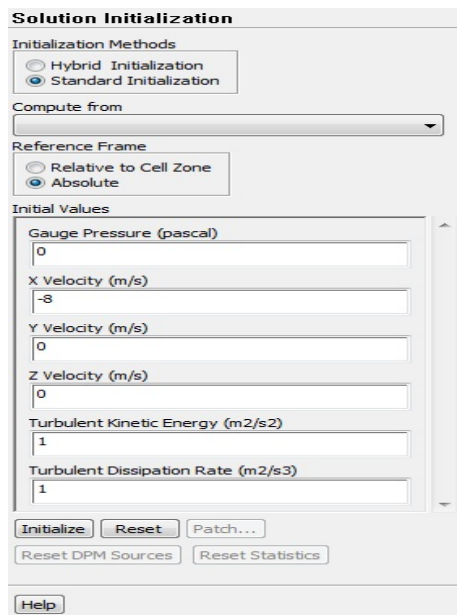 Solution Initialization
Initialization Methods
Hybrid Initialization
Standard Initialization
Compute from
Reference Frame
Relative to Cell Zone
Absolute
Initial Values
Gauge Pressure (pascal)
0
X Velocity (m/s)
-8
Y Velocity (m/s)
0
Z Velocity (m/s)
0
Turbulent Kinetic Energy (m2/s2)
1
Turbulent Dissipation Rate (m2/s3)
1
Initialize Reset Patch...
Reset DPM Sources Reset Statistics
Help